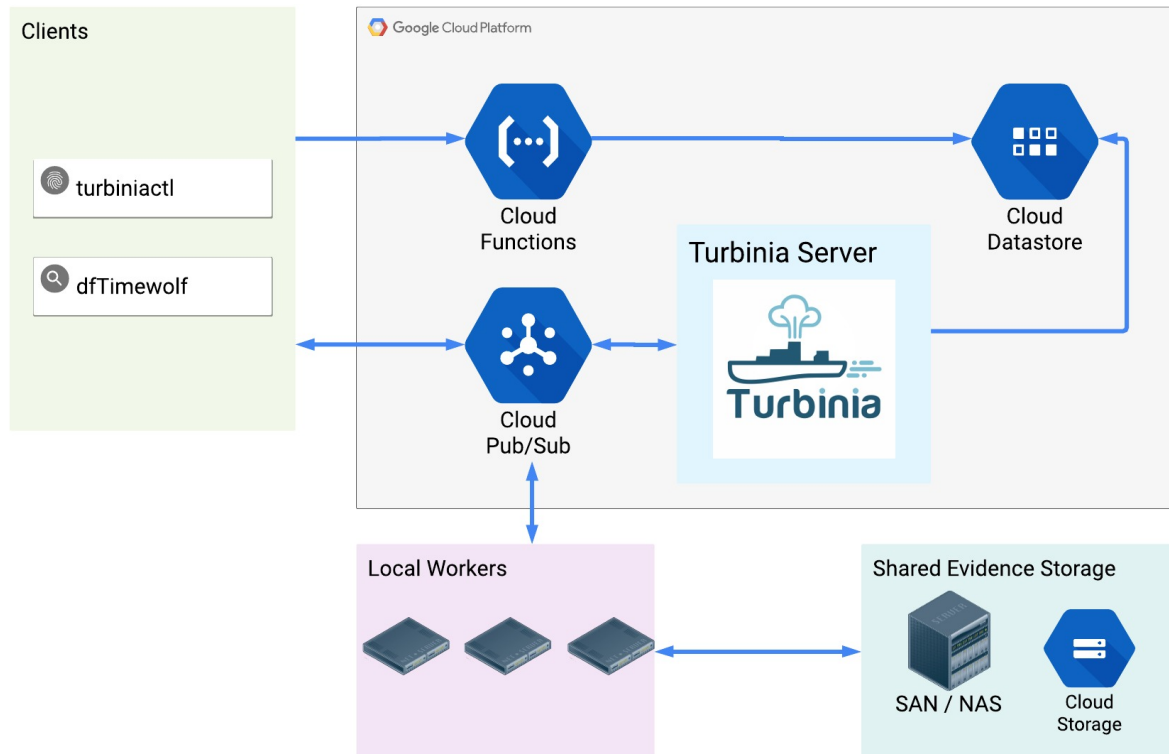 Clients
turbiniactl
dfTimewolf
Google Cloud Platform
Cloud
Functions
Cloud
Datastore
Cloud
Pub/Sub
Turbinia Server
Turbinia
Local Workers
Shared Evidence Storage
SERVER
SAN / NAS
Cloud
Storage